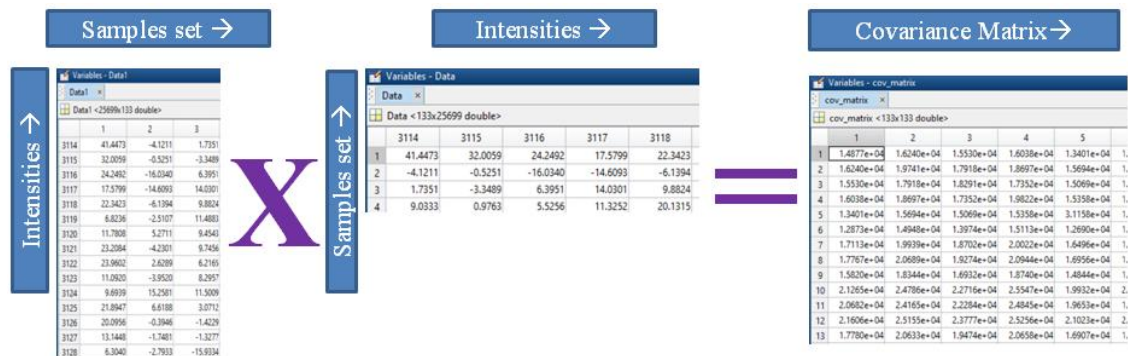 Samples set →
Intensities →
Covariance Matrix→
Intensities →
Variables - Data1
Data1 ×
Data1 <25699x133 double>
1 2 3
3114 41.4473 -4.1211 1.7351
3115 32.0059 -0.5251 -3.3489
3116 24.2492 -16.0340 6.3951
3117 17.5799 -14.6093 14.0301
3118 22.3423 -6.1394 9.8824
3119 6.8236 -2.5107 11.4883
3120 11.7808 5.2711 9.4543
3121 23.2084 -4.2301 9.7456
3122 23.9602 2.6289 6.2165
3123 11.0920 -3.9520 8.2957
3124 9.6939 15.2581 11.5009
3125 21.8947 6.6188 3.0712
3126 20.0956 -0.3946 -1.4229
3127 13.1448 -1.7481 -1.3277
3128 6.3040 -2.7933 -15.9334
X
Samples set →
Variables - Data
Data ×
Data <133x25699 double>
3114 3115 3116 3117 3118
1 41.4473 32.0059 24.2492 17.5799 22.3423
2 -4.1211 -0.5251 -16.0340 -14.6093 -6.1394
3 1.7351 -3.3489 6.3951 14.0301 9.8824
4 9.0333 0.9763 5.5256 11.3252 20.1315
=
Variables - cov_matrix
cov_matrix ×
cov_matrix <133x133 double>
1 2 3 4 5
1 1.4877e+04 1.6240e+04 1.5530e+04 1.6038e+04 1.3401e+04 1.
2 1.6240e+04 1.9741e+04 1.7918e+04 1.8697e+04 1.5694e+04 1.
3 1.5530e+04 1.7918e+04 1.8291e+04 1.7352e+04 1.5069e+04 1.
4 1.6038e+04 1.8697e+04 1.7352e+04 1.9822e+04 1.5358e+04 1.
5 1.3401e+04 1.5694e+04 1.5069e+04 1.5358e+04 3.1158e+04 1.
6 1.2873e+04 1.4948e+04 1.3974e+04 1.5113e+04 1.2690e+04 1.
7 1.7113e+04 1.9939e+04 1.8702e+04 2.0022e+04 1.6496e+04 1.
8 1.7767e+04 2.0689e+04 1.9274e+04 2.0944e+04 1.6956e+04 1.
9 1.5820e+04 1.8344e+04 1.6932e+04 1.8740e+04 1.4844e+04 1.
10 2.1265e+04 2.4786e+04 2.2716e+04 2.5547e+04 1.9932e+04 2.
11 2.0682e+04 2.4165e+04 2.2284e+04 2.4845e+04 1.9653e+04 2.
12 2.1606e+04 2.5155e+04 2.3777e+04 2.5256e+04 2.1023e+04 2.
13 1.7780e+04 2.0633e+04 1.9474e+04 2.0658e+04 1.6907e+04 1.